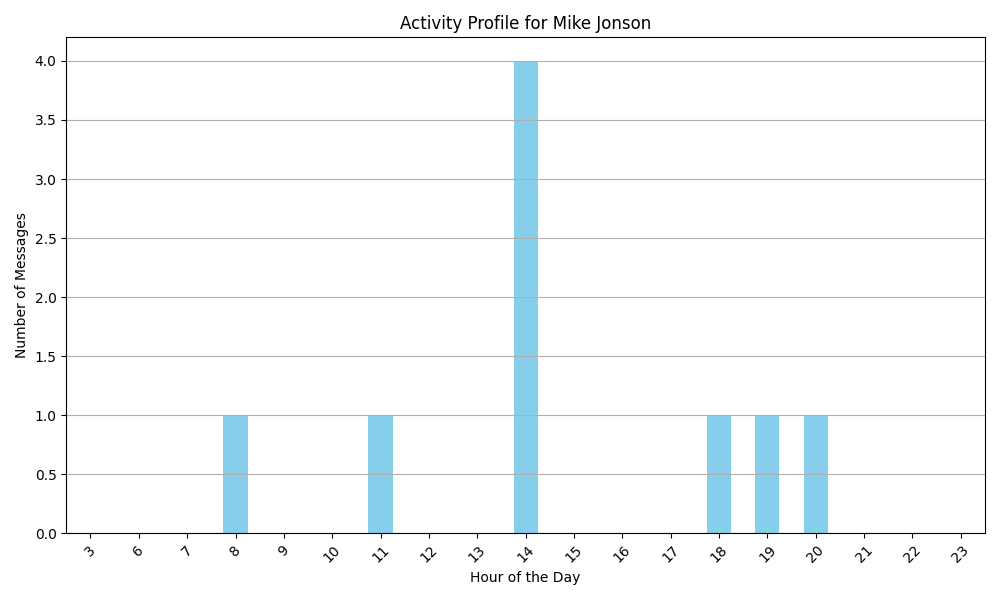 Activity Profile for Mike Jonson
Number of Messages
4.0
3.5
3.0
2.5
2.0
1.5
1.0
0.5
0.0
3 6 7 8 9 10 11 12 13 14 15 16 17 18 19 20 21 22 23
Hour of the Day